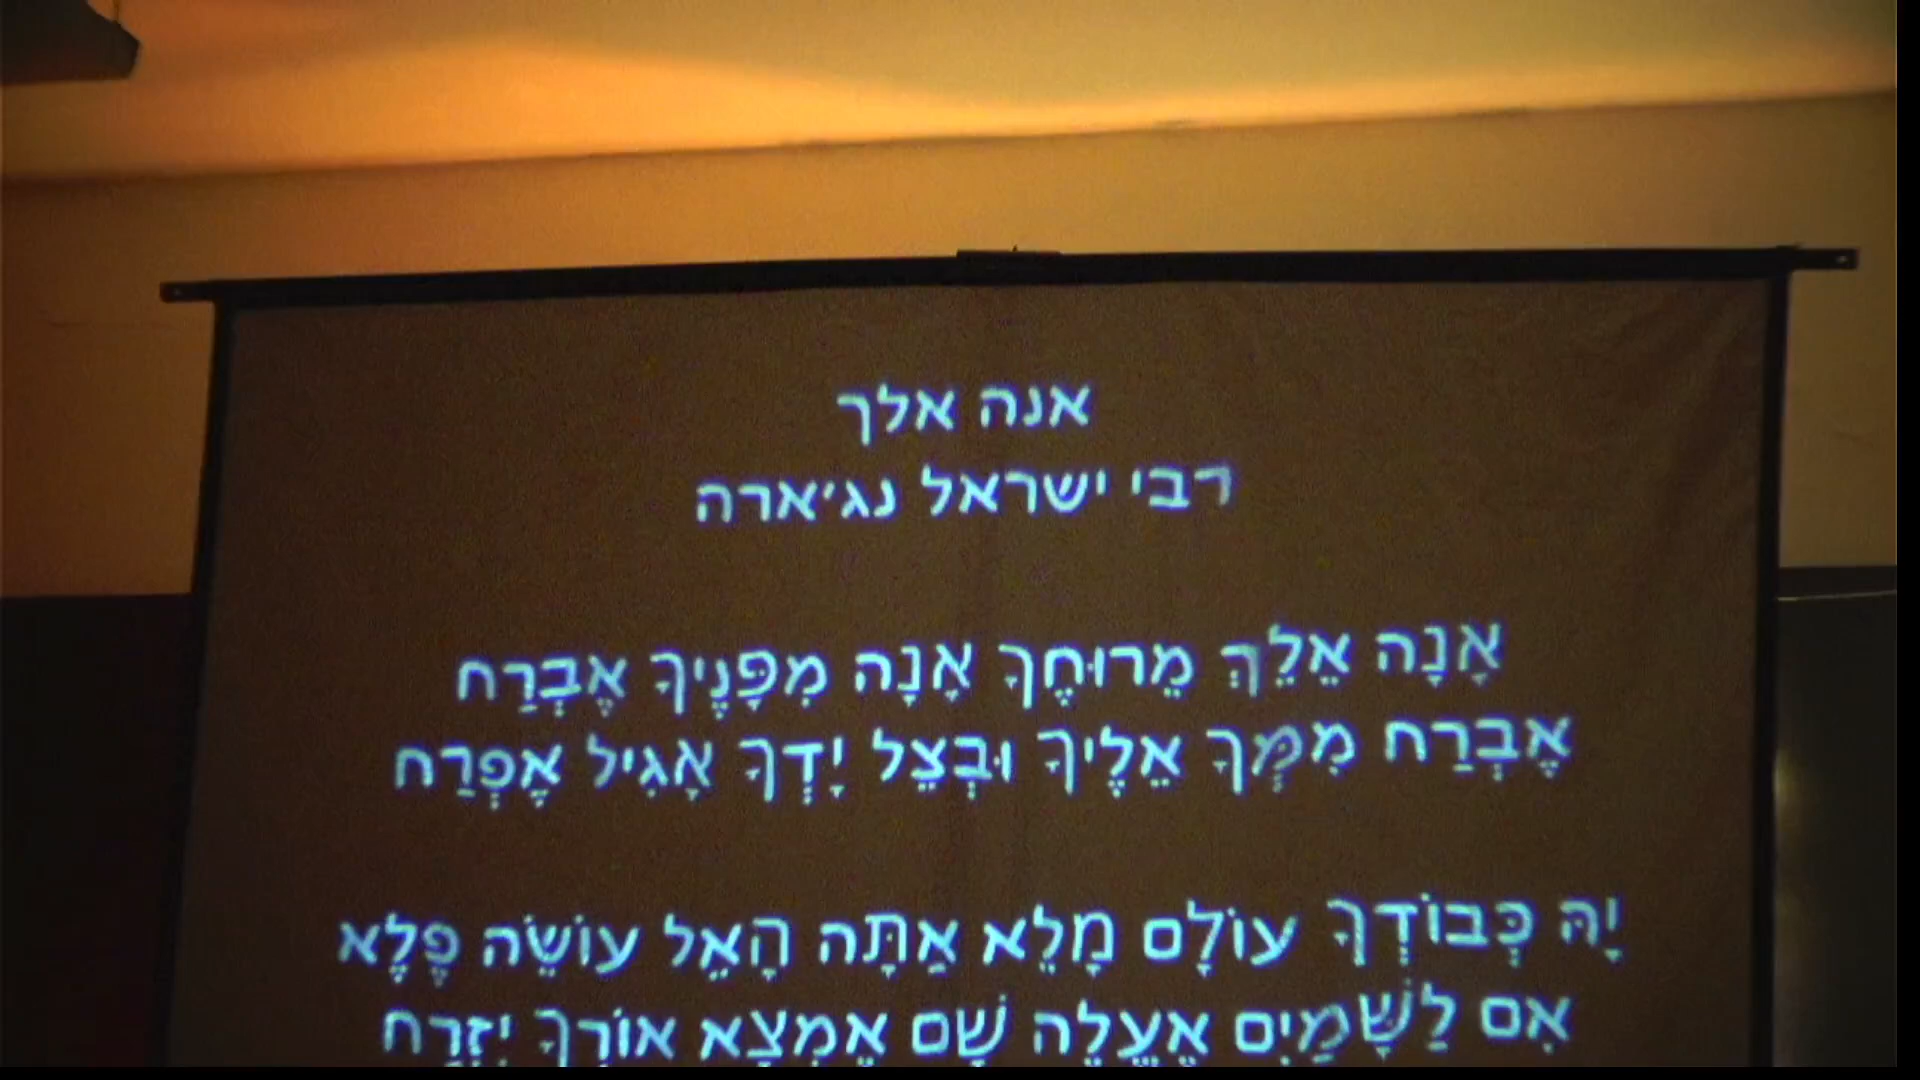 אנה אלך
רבי ישראל נג׳ארה
אָנָה אֵלֵךְ מֵרוּחֶךָ אָנָה מִפָּנֶיךָ אֶבְרַח
אֶבְרַח מִמְּךָ אֵלֶיךָ וּבְצֵל יָדְךָ אָגִיל אֶפְרַח
יָהּ כְּבוֹדְךָ עוֹלָם מָלֵא אַתָּה הָאֵל עוֹשֵׂה פֶלֶא
אִם לַשָּׁמַיִם אֶעֱלֶה שָׁם אֶמְצָא אוֹרְךָ יִזְרַח